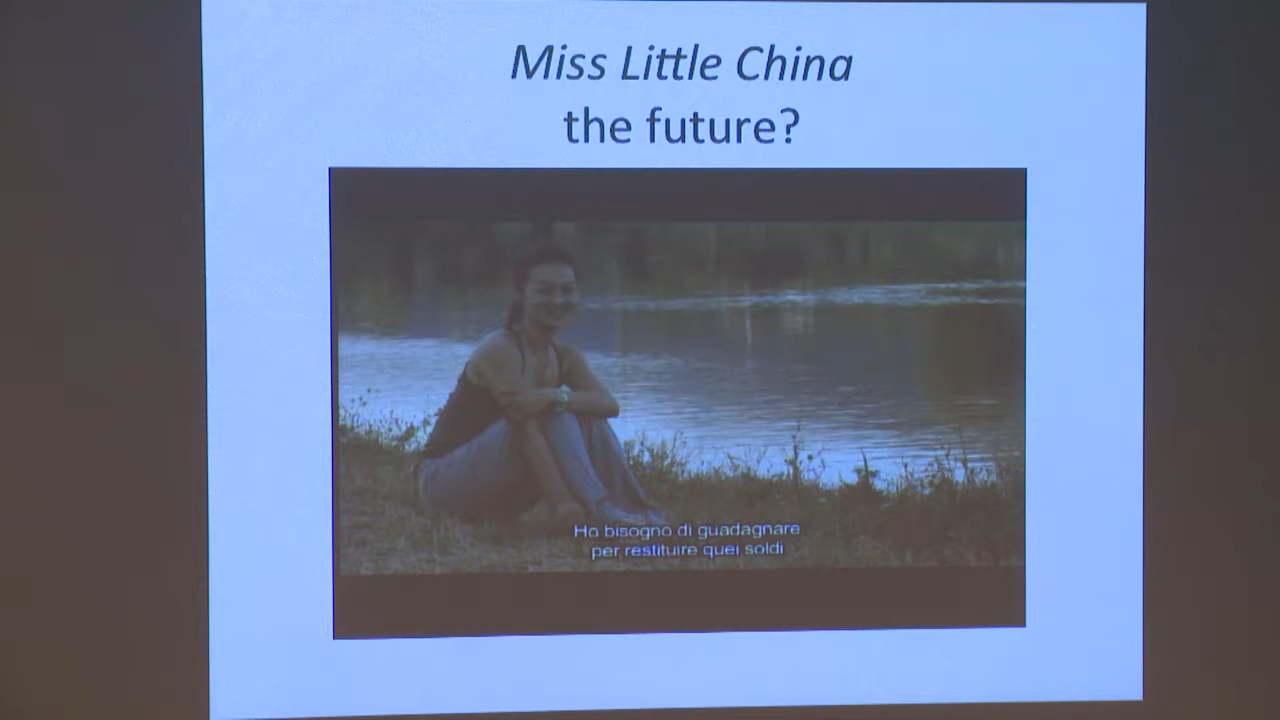 Miss Little China
the future?
Ho bisogno di guadagnare
per restituire quei soldi